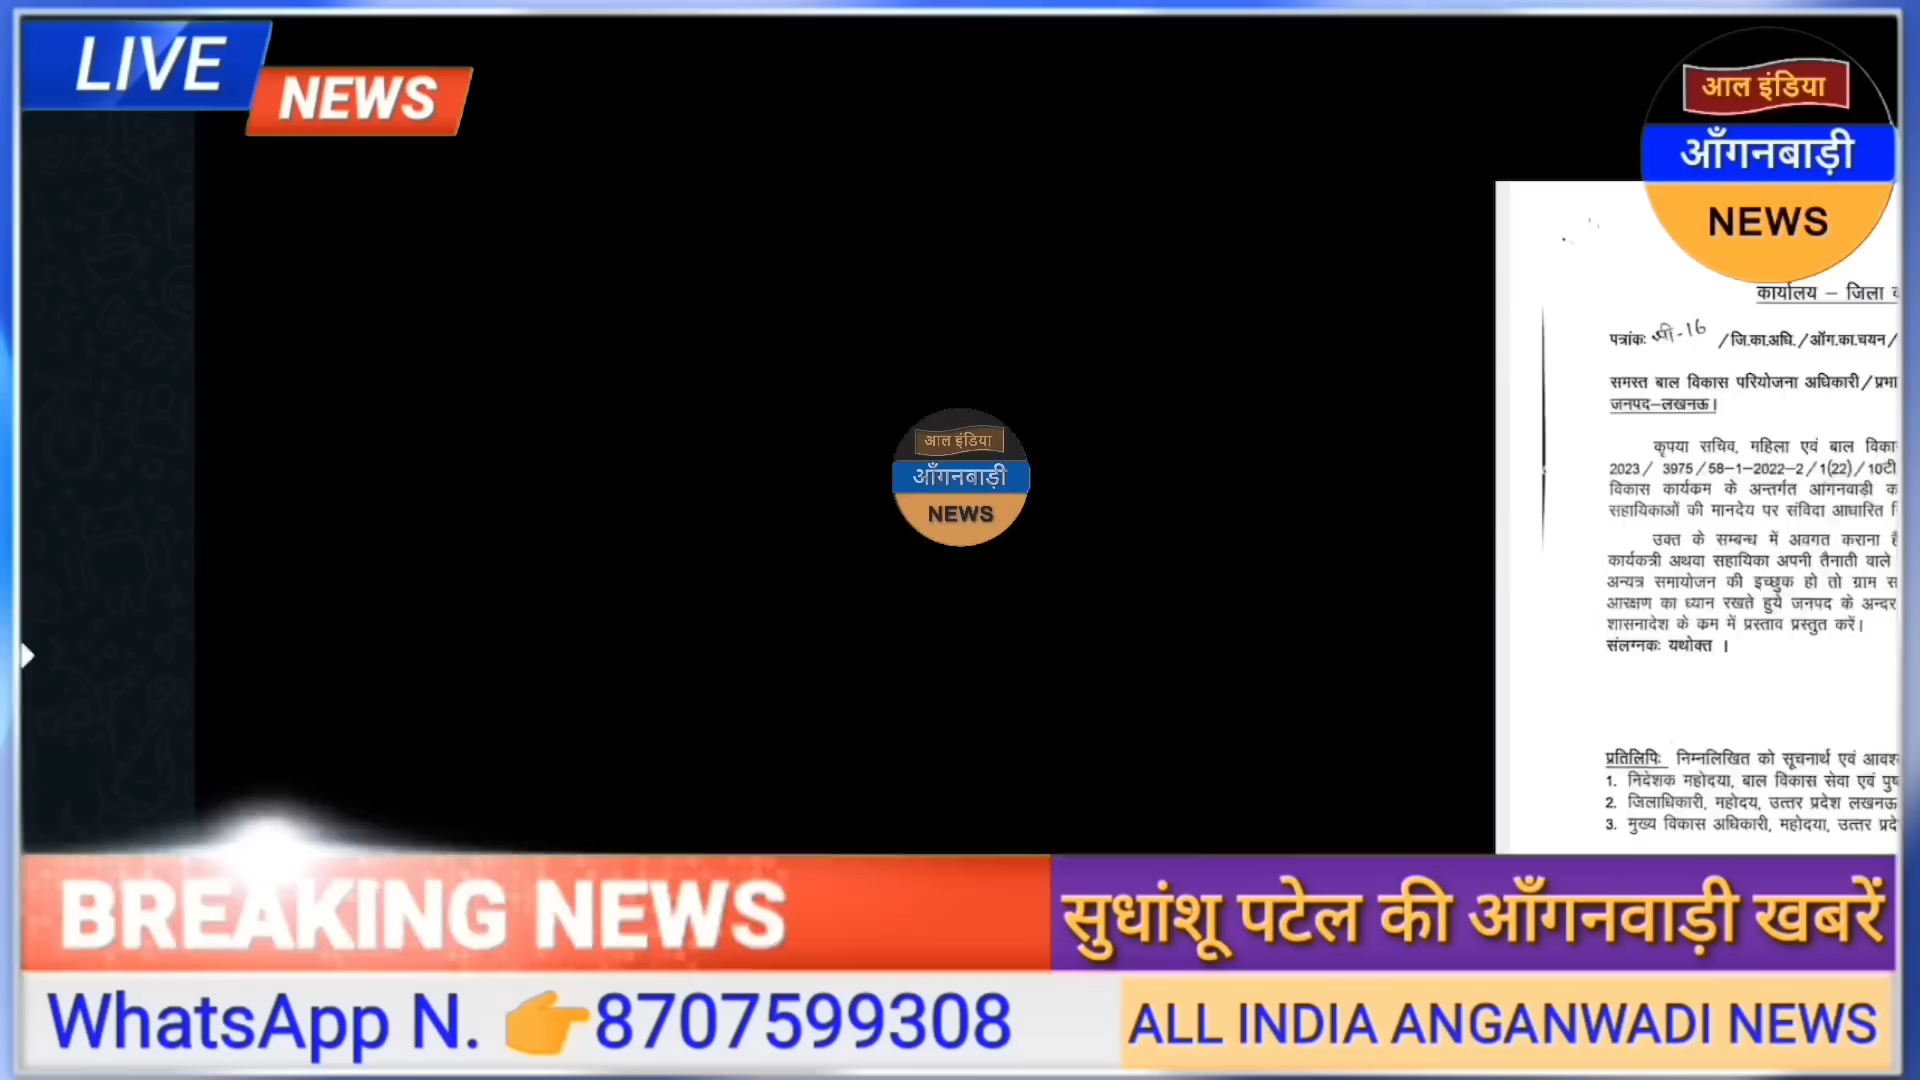 LIVE
NEWS
आल इंडिया
आँगनबाड़ी
NEWS
कार्यालय – जिला
पत्रांकः /जि.का.अधि./ऑग.का.चयन/
समस्त बाल विकास परियोजना अधिकारी/प्रभा
जनपद–लखनऊ।
कृपया सचिव, महिला एवं बाल विका
2023/ 3975/58–1–2022–2/1(22)/10टी
विकास कार्यकम के अन्तर्गत आंगनवाड़ी क
सहायिकाओं की मानदेय पर संविदा आधारित
उक्त के सम्बन्ध में अवगत कराना है
कार्यकत्री अथवा सहायिका अपनी तैनाती वाले
अन्यत्र समायोजन की इच्छुक हो तो ग्राम स
आरक्षण का ध्यान रखते हुये जनपद के अन्दर
शासनादेश के कम में प्रस्ताव प्रस्तुत करें।
संलग्नकः यथोक्त ।
प्रतिलिपिः निम्नलिखित को सूचनार्थ एवं आवश
1. निदेशक महोदया, बाल विकास सेवा एवं पुष
2. जिलाधिकारी, महोदय, उत्तर प्रदेश लखनऊ
3. मुख्य विकास अधिकारी, महोदया, उत्तर प्रदे
आल इंडिया
आँगनबाड़ी
NEWS
BREAKING NEWS
सुधांशू पटेल की आँगनवाड़ी खबरें
WhatsApp N. 👉8707599308
ALL INDIA ANGANWADI NEWS